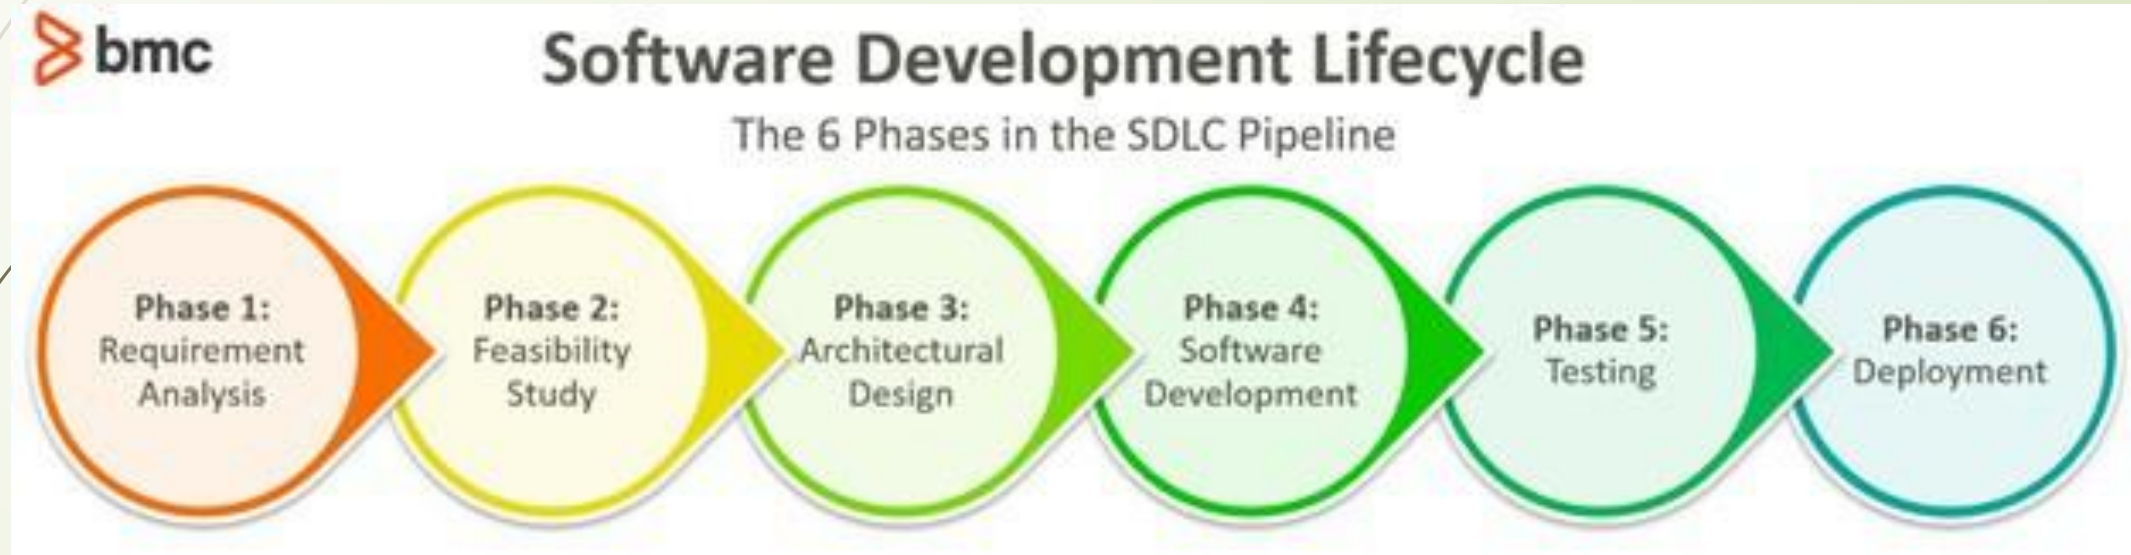 bmc
Software Development Lifecycle
The 6 Phases in the SDLC Pipeline
Phase 1:
Requirement
Analysis
Phase 2:
Feasibility
Study
Phase 3:
Architectural
Design
Phase 4:
Software
Development
Phase 5:
Testing
Phase 6:
Deployment